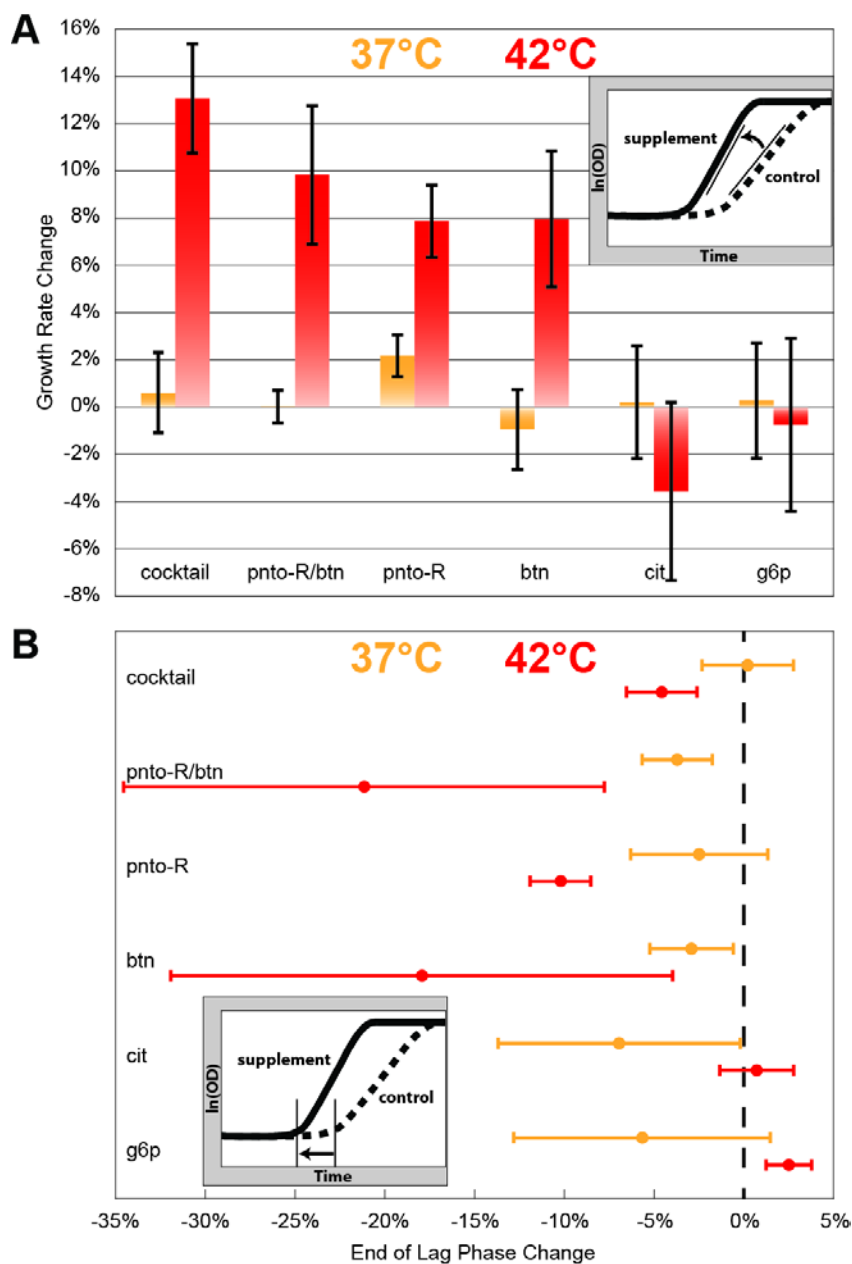 A
37°C 42°C
16%
14%
12%
10%
8%
6%
4%
2%
0%
-2%
-4%
-6%
-8%
Growth Rate Change
ln(OD)
supplement
control
Time
cocktail pnto-R/btn pnto-R btn cit g6p
B
37°C 42°C
cocktail
pnto-R/btn
pnto-R
btn
cit
g6p
ln(OD)
supplement
control
Time
-35% -30% -25% -20% -15% -10% -5% 0% 5%
End of Lag Phase Change